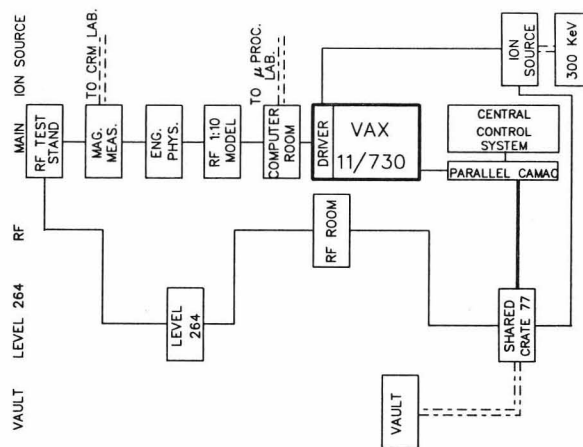 MAIN ION SOURCE
RF
LEVEL 264
VAULT
RF TEST
STAND
TO CRM LAB.
MAG.
MEAS.
ENG.
PHYS.
RF 1:10
MODEL
TO μ PROC.
LAB.
COMPUTER
ROOM
DRIVER
VAX
11/730
ION
SOURCE
300 KeV
CENTRAL
CONTROL
SYSTEM
PARALLEL CAMAC
RF ROOM
LEVEL
264
SHARED
CRATE 77
VAULT